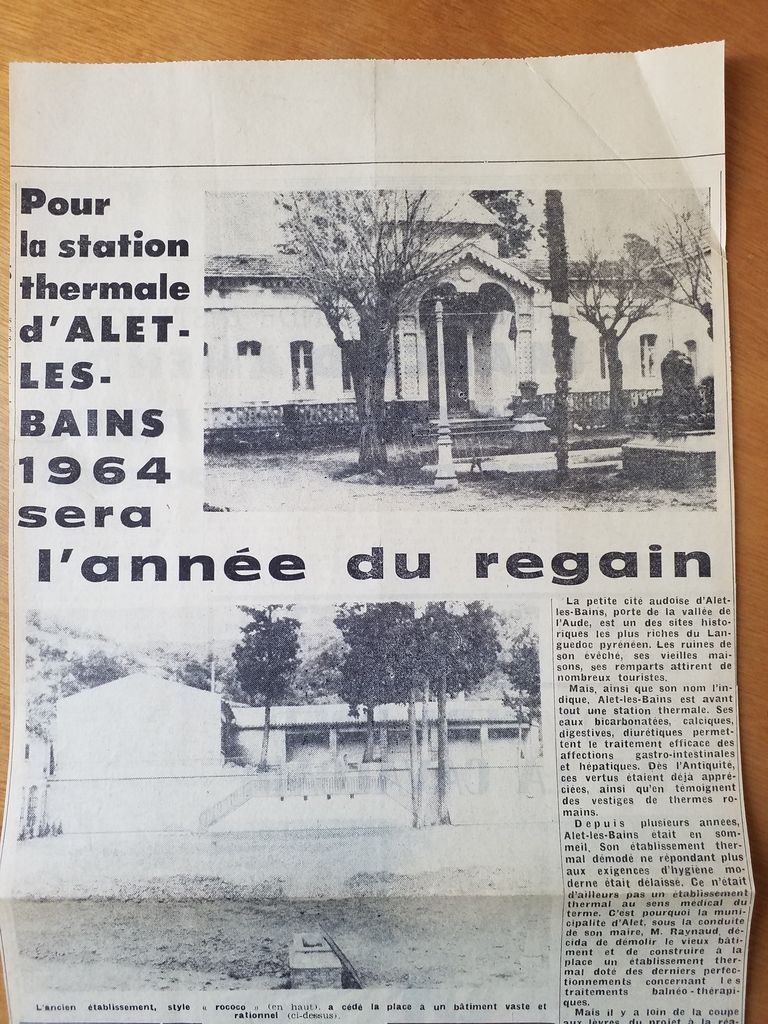 Pour
la station
thermale
d'ALET-
LES-
BAINS
1964
sera
l'année du regain
L'ancien établissement, style « rococo » (en haut), a cédé la place à un bâtiment vaste et
rationnel (ci-dessus).
La petite cité audoise d'Alet-
les-Bains, porte de la vallée de
l'Aude, est un des sites histo-
riques les plus riches du Lan-
guedoc pyrénéen. Les ruines de
son évêché, ses vieilles mai-
sons, ses remparts attirent de
nombreux touristes.
Mais, ainsi que son nom l'in-
dique, Alet-les-Bains est avant
tout une station thermale. Ses
eaux bicarbonatées, calciques,
digestives, diurétiques permet-
tent le traitement efficace des
affections gastro-intestinales
et hépatiques. Dès l'Antiquité,
ces vertus étaient déjà appré-
ciées, ainsi qu'en témoignent
des vestiges de thermes ro-
mains.
Depuis plusieurs années,
Alet-les-Bains était en som-
meil. Son établissement ther-
mal démodé ne répondant plus
aux exigences d'hygiène mo-
derne était délaissé. Ce n'était
d'ailleurs pas un établissement
thermal au sens médical du
terme. C'est pourquoi la muni-
cipalité d'Alet, sous la conduite
de son maire, M. Raynaud, dé-
cida de démolir le vieux bâti-
ment et de construire à la
place un établissement ther-
mal doté des derniers perfec-
tionnements concernant les
traitements balnéo-thérapi-
ques.
Mais il y a loin de la coupe
aux lèvres du projet à la réa-